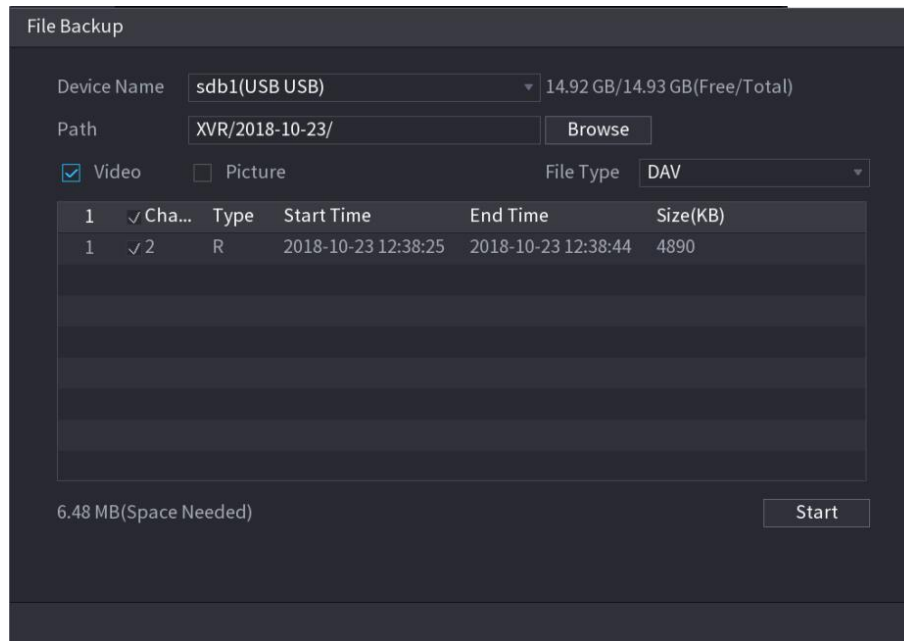 File Backup
Device Name sdb1(USB USB) 14.92 GB/14.93 GB(Free/Total)
Path XVR/2018-10-23/ Browse
Video Picture File Type DAV
1 Cha... Type Start Time End Time Size(KB)
1 2 R 2018-10-23 12:38:25 2018-10-23 12:38:44 4890
6.48 MB(Space Needed) Start